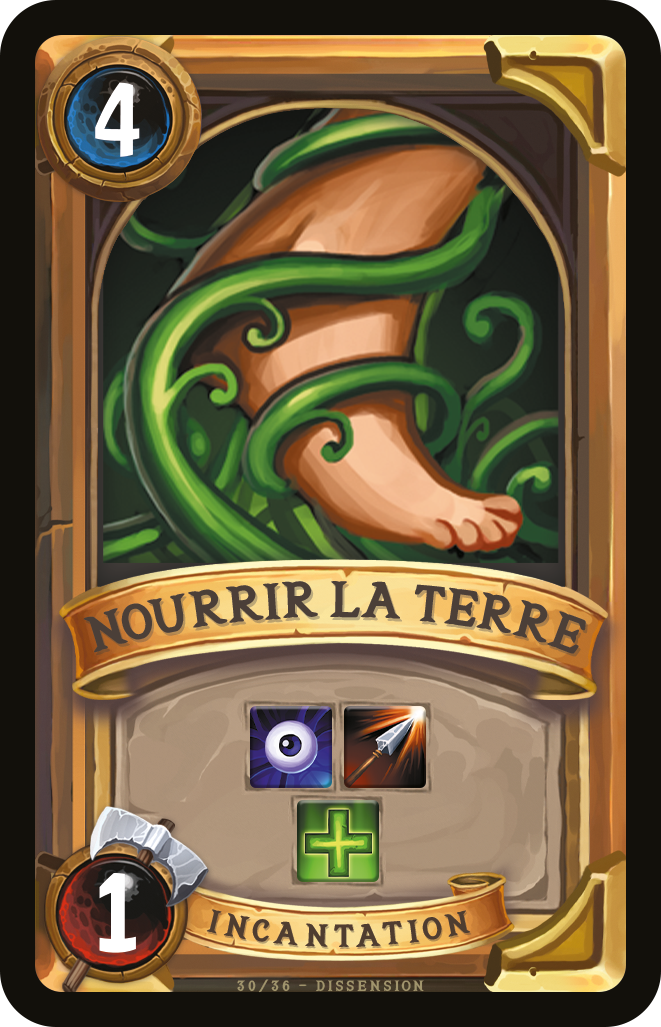 4
NOURRIR LA TERRE
1
INCANTATION
30/36 - DISSENSION